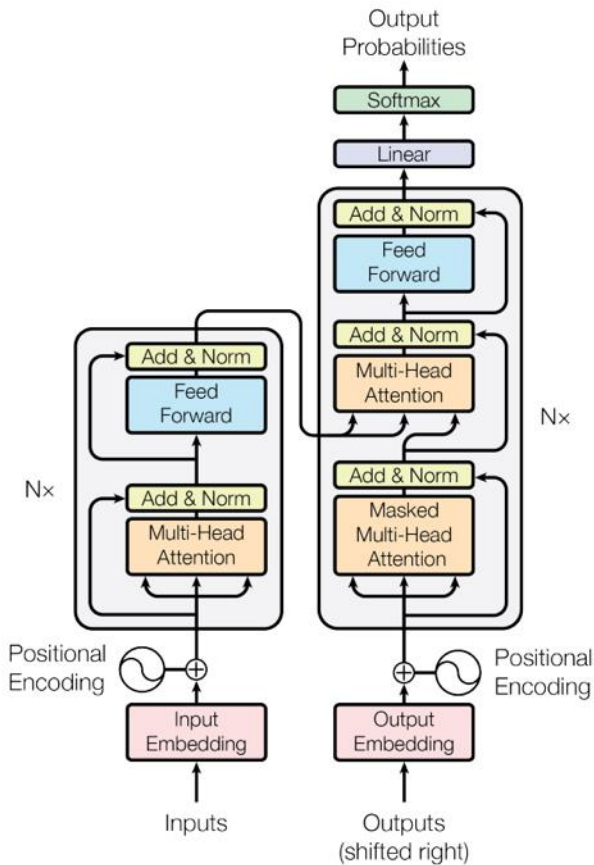 Output
Probabilities
Softmax
Linear
Add & Norm
Feed
Forward
Add & Norm
Multi-Head
Attention
Add & Norm
Masked
Multi-Head
Attention
Nx
Add & Norm
Feed
Forward
Add & Norm
Multi-Head
Attention
Nx
Positional
Encoding
Positional
Encoding
Input
Embedding
Output
Embedding
Inputs
Outputs
(shifted right)